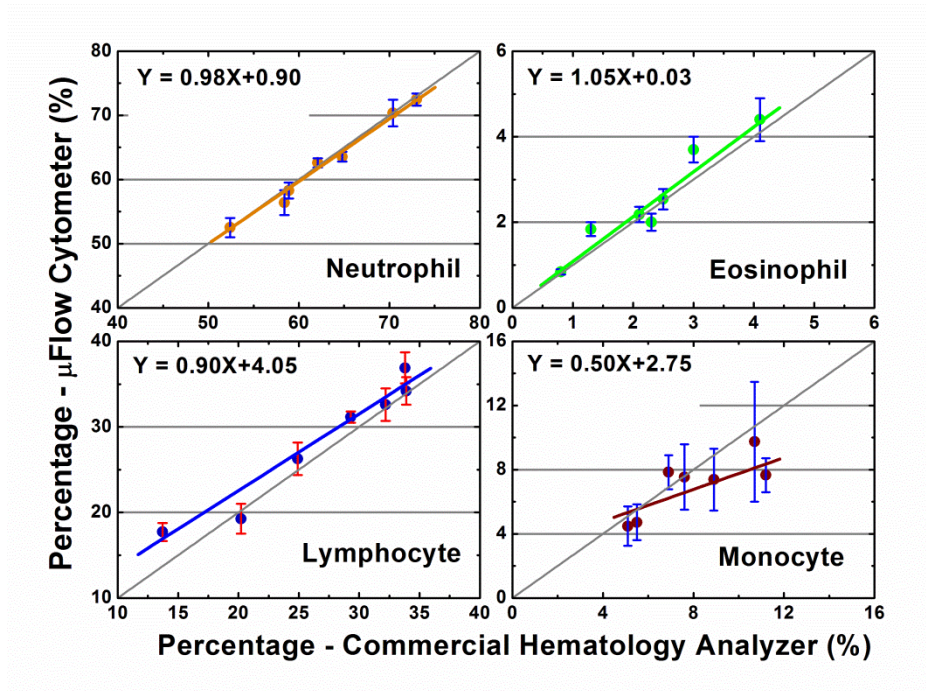 Percentage - μFlow Cytometer (%)
80
70
60
50
40
Y = 0.98X+0.90
Neutrophil
40 50 60 70 80
6
4
2
0
Y = 1.05X+0.03
Eosinophil
0 1 2 3 4 5 6
40
30
20
10
Y = 0.90X+4.05
Lymphocyte
10 15 20 25 30 35 40
16
12
8
4
0
Y = 0.50X+2.75
Monocyte
0 4 8 12 16
Percentage - Commercial Hematology Analyzer (%)